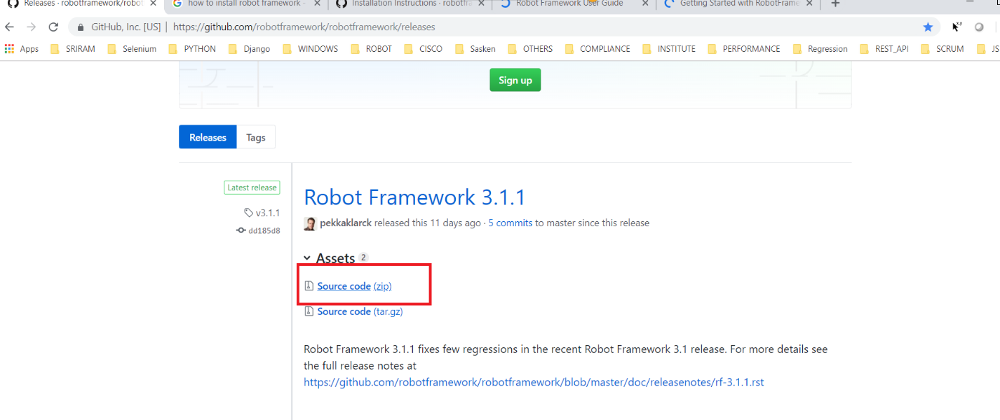 Releases · robotframework/robot
how to install robot framework -
Installation Instructions · robotfr
Robot Framework User Guide
Getting Started with RobotFrame
GitHub, Inc. [US] | https://github.com/robotframework/robotframework/releases
Apps SRIRAM Selenium PYTHON Django WINDOWS ROBOT CISCO Sasken OTHERS COMPLIANCE INSTITUTE PERFORMANCE Regression REST_API SCRUM JS
Sign up
Releases Tags
Latest release
v3.1.1
dd185d8
Robot Framework 3.1.1
pekkaklarck released this 11 days ago · 5 commits to master since this release
Assets 2
Source code (zip)
Source code (tar.gz)
Robot Framework 3.1.1 fixes few regressions in the recent Robot Framework 3.1 release. For more details see
the full release notes at
https://github.com/robotframework/robotframework/blob/master/doc/releasenotes/rf-3.1.1.rst